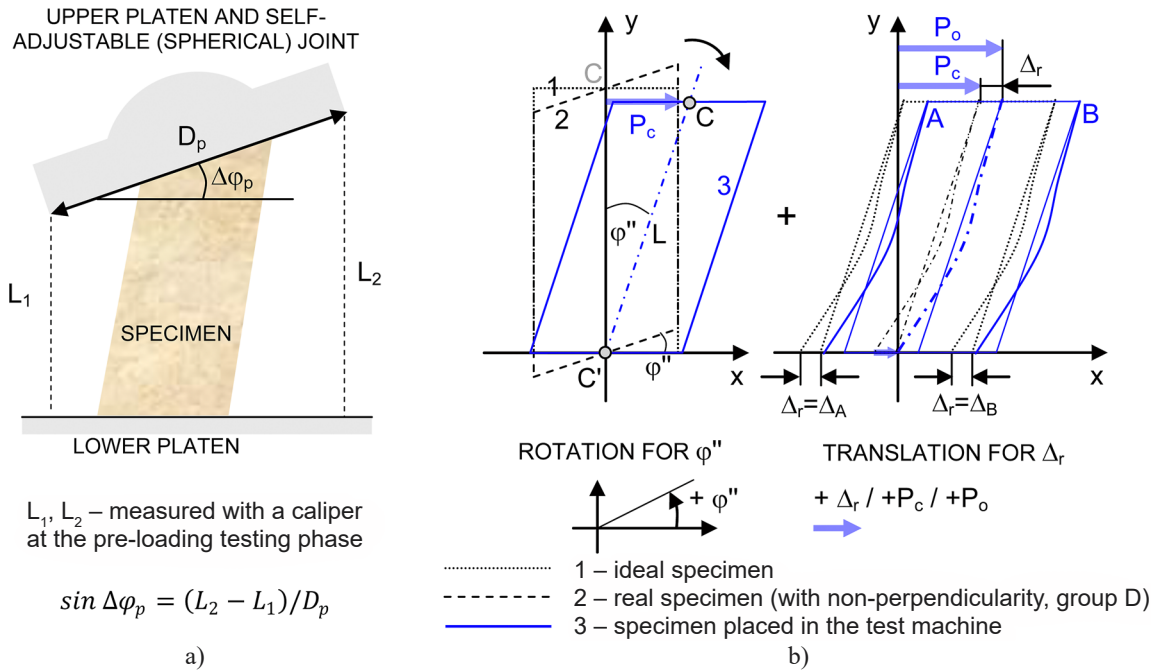 UPPER PLATEN AND SELF-
ADJUSTABLE (SPHERICAL) JOINT
D_p
Δφ_p
L_1
L_2
SPECIMEN
LOWER PLATEN
L_1, L_2 – measured with a caliper
at the pre-loading testing phase
sin Δφ_p = (L_2 − L_1)/D_p
a)
y
C
1
2
P_c
C
3
φ"
L
C'
φ"
x
+
y
P_o
P_c
Δ_r
A
B
x
Δ_r=Δ_A
Δ_r=Δ_B
ROTATION FOR φ"
+ φ"
TRANSLATION FOR Δ_r
+ Δ_r / +P_c / +P_o
1 – ideal specimen
2 – real specimen (with non-perpendicularity, group D)
3 – specimen placed in the test machine
b)